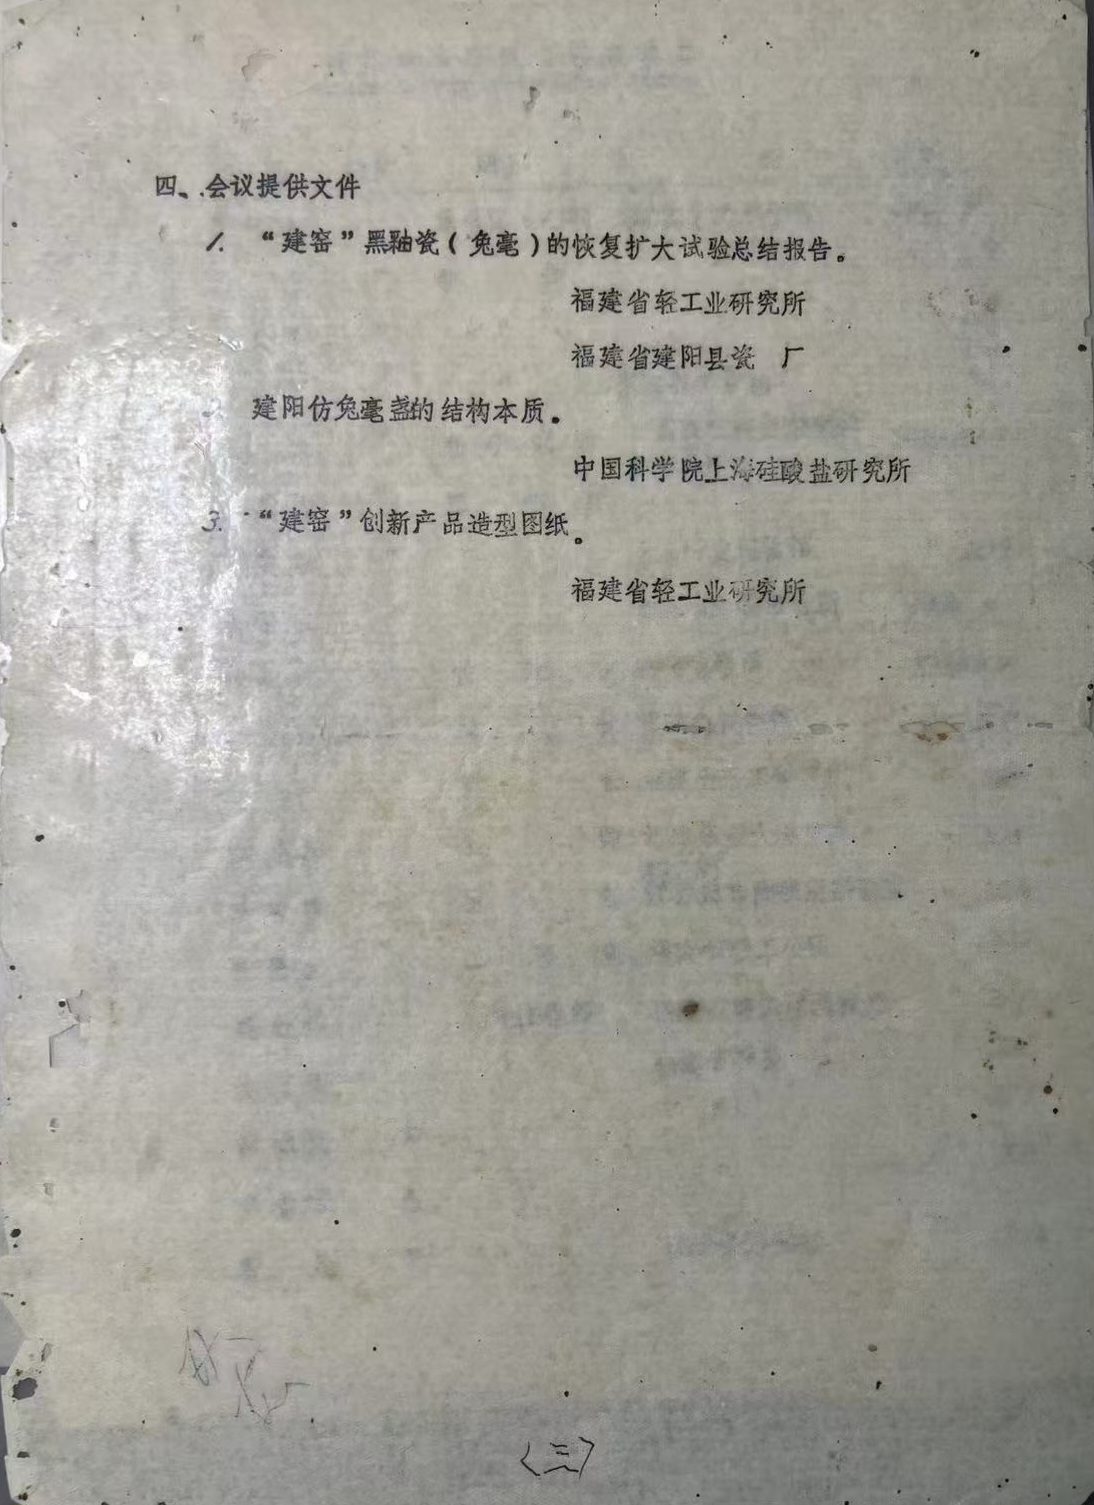 四、会议提供文件
1. “建窑”黑釉瓷(兔毫)的恢复扩大试验总结报告。
福建省轻工业研究所
福建省建阳县瓷 厂
2. 建阳仿兔毫盏的结构本质。
中国科学院上海硅酸盐研究所
3. “建窑”创新产品造型图纸。
福建省轻工业研究所
(三)